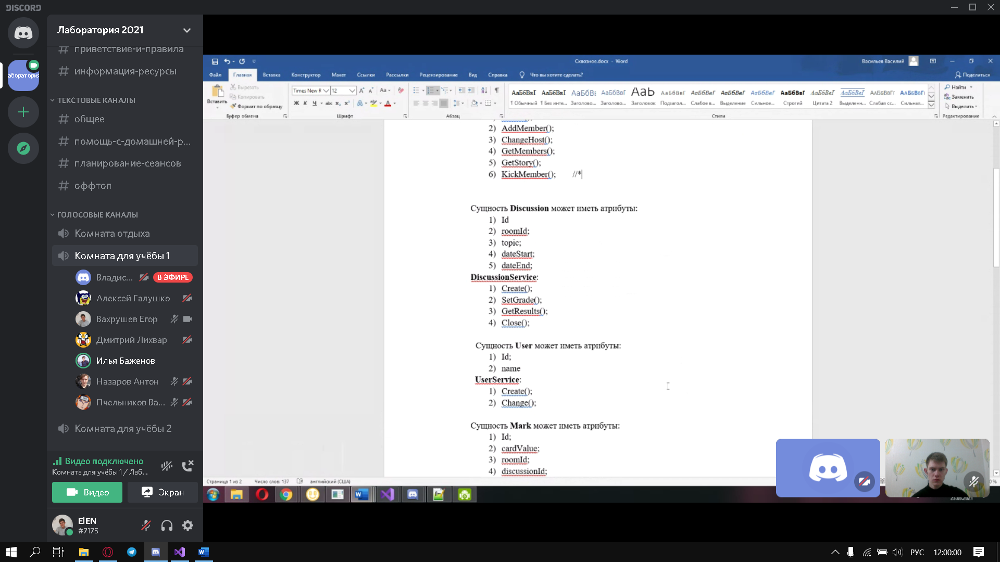 DISCORD
Лаборатория 2021
приветствие-и-правила
информация-ресурсы
ТЕКСТОВЫЕ КАНАЛЫ
общее
помощь-с-домашней-р...
планирование-сеансов
оффтоп
ГОЛОСОВЫЕ КАНАЛЫ
Комната отдыха
Комната для учёбы 1
Владис... В ЭФИРЕ
Алексей Галушко
Вахрушев Егор
Дмитрий Лихвар
Илья Баженов
Назаров Антон
Пчельников Ва...
Комната для учёбы 2
Видео подключено
Комната для учёбы 1 / Лаб...
Видео Экран
ElEN
#7175
Сквозное.docx - Word
Васильев Василий
Файл Главная Вставка Конструктор Макет Ссылки Рассылки Рецензирование Вид Справка Что вы хотите сделать? Поделиться
Вставить
Вырезать
Копировать
Формат по образцу
Буфер обмена
Times New R 12
Ж К Ч
Шрифт
Абзац
АаБбВвГ АаБбВвГ АаБбВв АаБбВвГ АаЬ АаБбВвГ АаБбВвГ АаБбВвГ АаБбВвГ АаБбВвГ АаБбВвГ АаБбВвГ АаБбВвГ АаБбВвГ
1 Обычный 1 Без инте... Заголово... Заголово... Заголовок Подзагол... Слабое в... Выделение Сильное... Строгий Цитата 2 Выделенн... Слабая сс... Сильная...
Стили
Найти
Заменить
Выделить
Редактирование
2) AddMember();
3) ChangeHost();
4) GetMembers();
5) GetStory();
6) KickMember(); //*
Сущность Discussion может иметь атрибуты:
1) Id
2) roomId;
3) topic;
4) dateStart;
5) dateEnd;
DiscussionService:
1) Create();
2) SetGrade();
3) GetResults();
4) Close();
Сущность User может иметь атрибуты:
1) Id;
2) name
UserService:
1) Create();
2) Change();
Сущность Mark может иметь атрибуты:
1) Id;
2) cardValue;
3) roomId;
4) discussionId;
Страница 1 из 2 Число слов: 137 английский (США)
23.03.2021
РУС 12:00:00